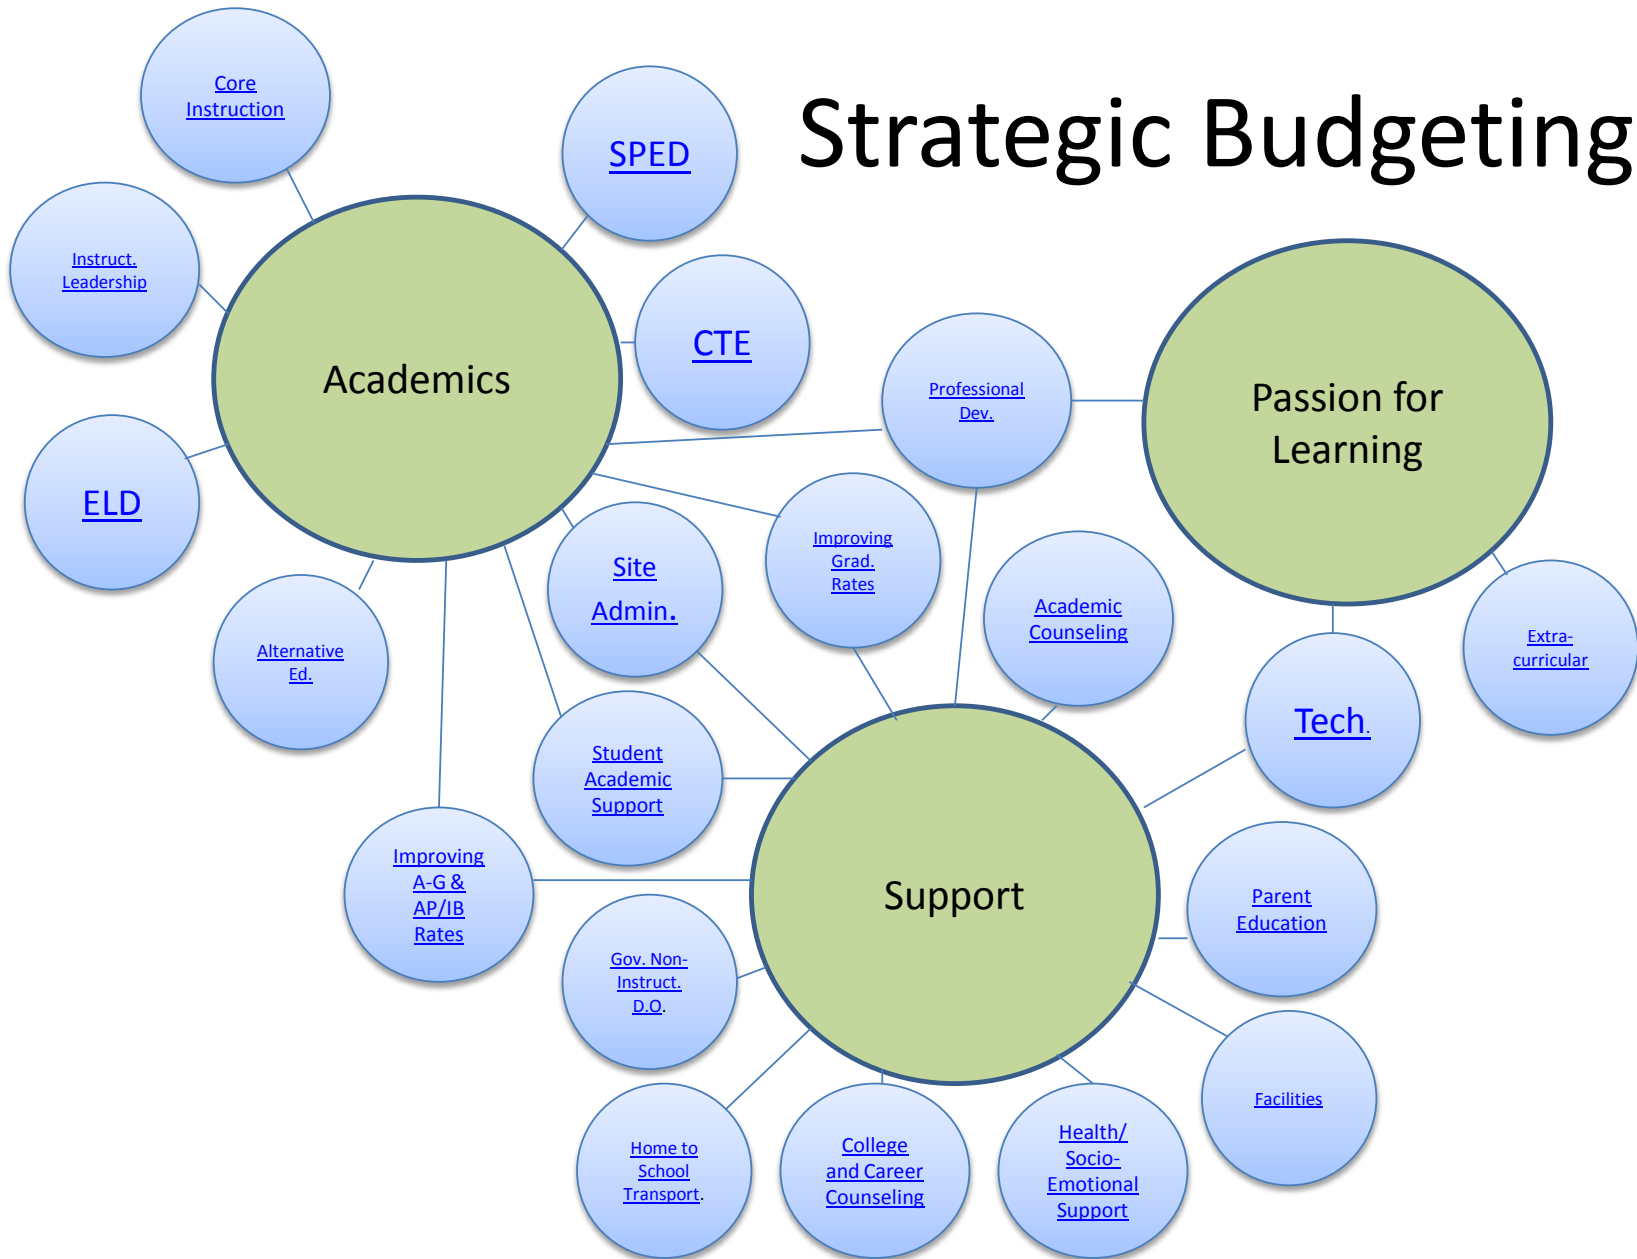 Strategic Budgeting
Core
Instruction
SPED
Instruct.
Leadership
CTE
Academics
Professional
Dev.
Passion for
Learning
ELD
Site
Admin.
Improving
Grad.
Rates
Academic
Counseling
Extra-
curricular
Alternative
Ed.
Tech.
Student
Academic
Support
Improving
A-G &
AP/IB
Rates
Support
Parent
Education
Gov. Non-
Instruct.
D.O.
Facilities
Home to
School
Transport.
College
and Career
Counseling
Health/
Socio-
Emotional
Support